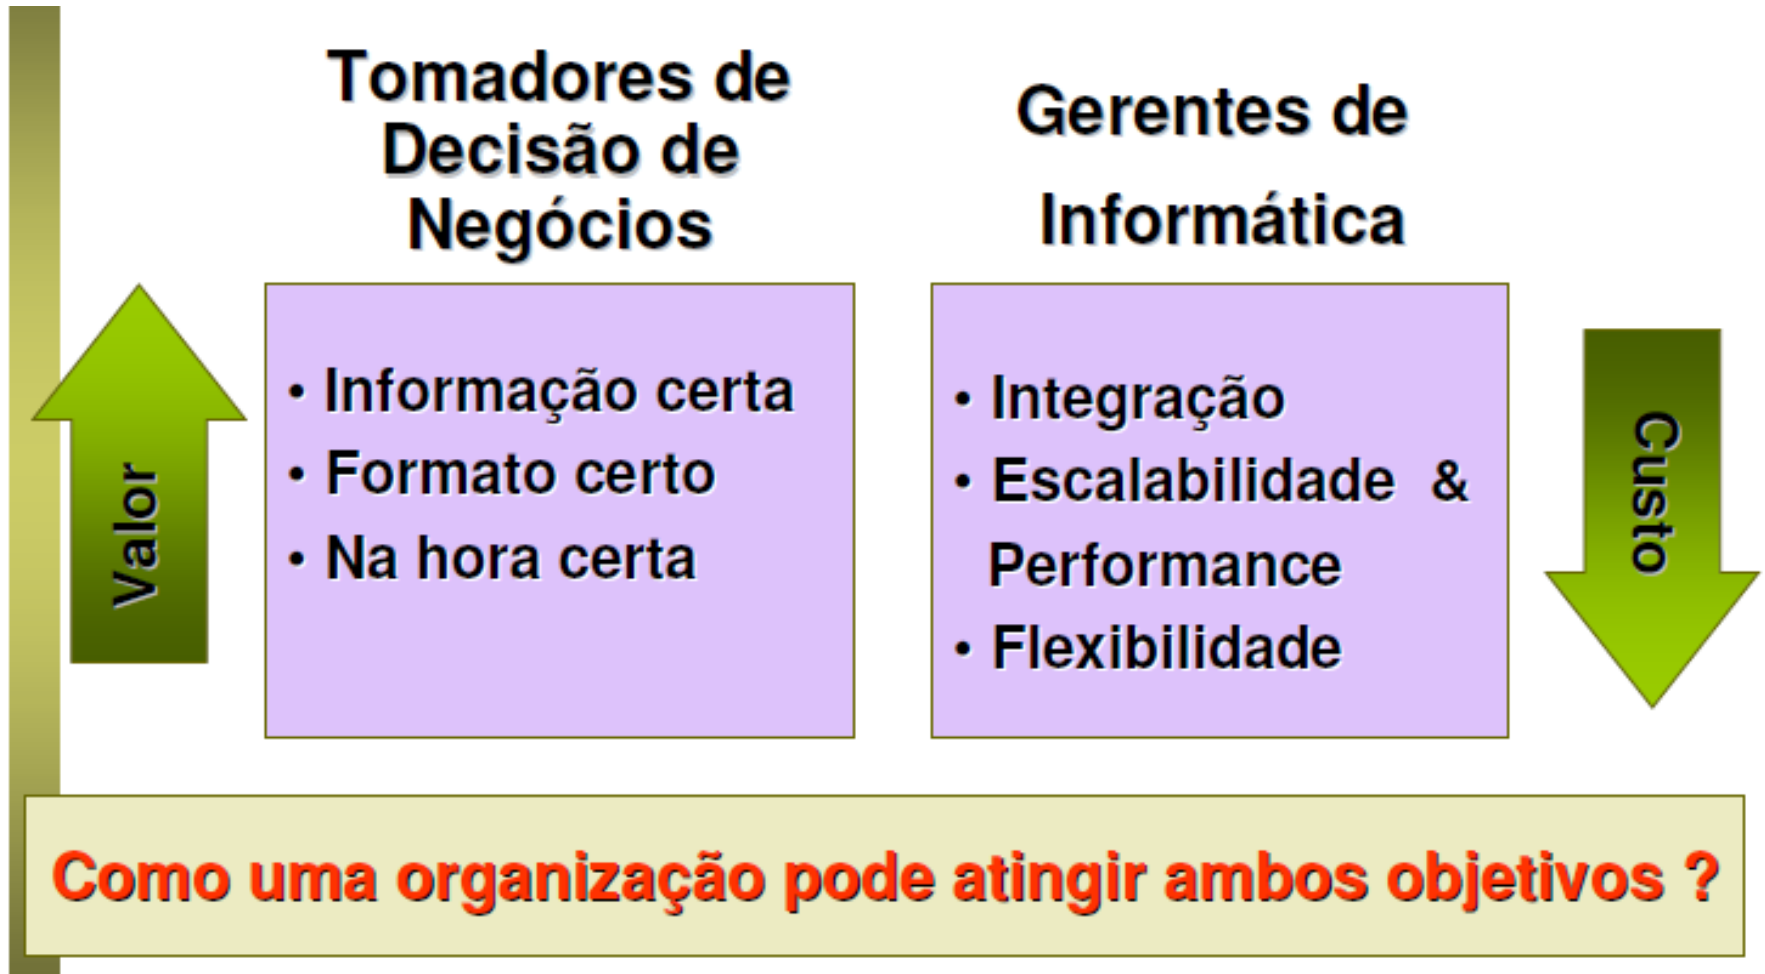 Tomadores de
Decisão de
Negócios
Gerentes de
Informática
Valor
• Informação certa
• Formato certo
• Na hora certa
• Integração
• Escalabilidade &
Performance
• Flexibilidade
Custo
Como uma organização pode atingir ambos objetivos ?